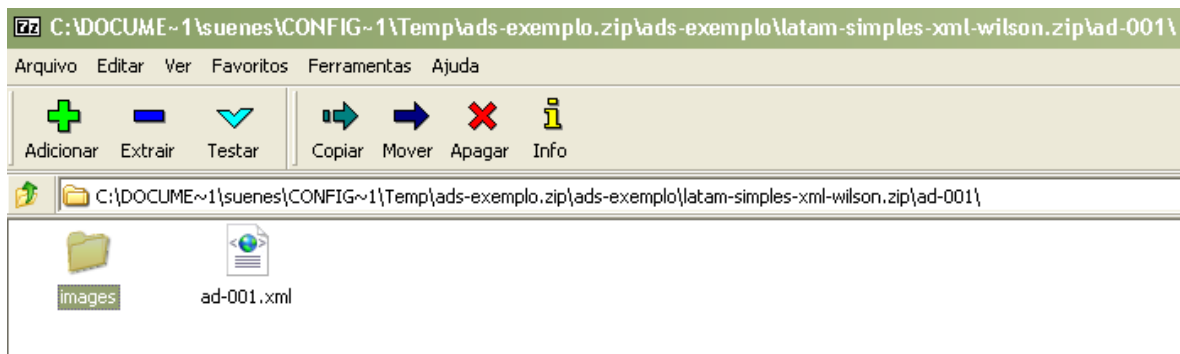 7z C:\DOCUME~1\suenes\CONFIG~1\Temp\ads-exemplo.zip\ads-exemplo\latam-simples-xml-wilson.zip\ad-001\
Arquivo Editar Ver Favoritos Ferramentas Ajuda
Adicionar Extrair Testar Copiar Mover Apagar Info
C:\DOCUME~1\suenes\CONFIG~1\Temp\ads-exemplo.zip\ads-exemplo\latam-simples-xml-wilson.zip\ad-001\
images ad-001.xml